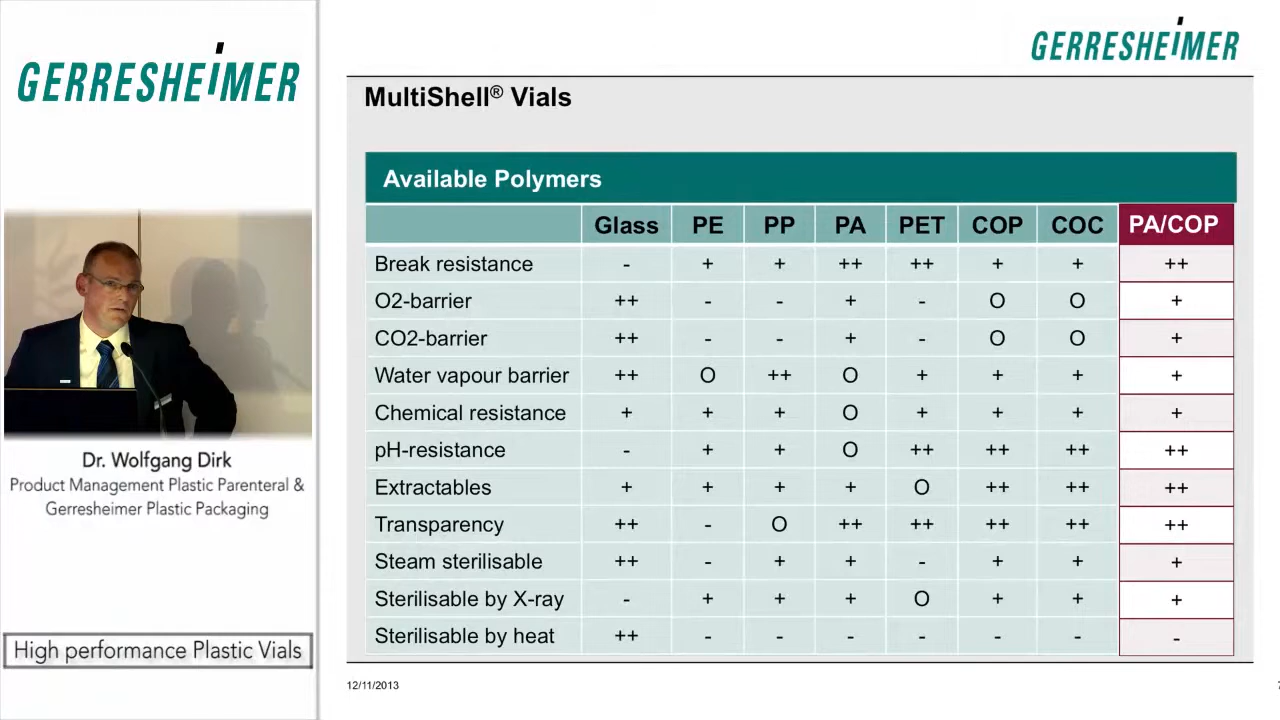 GERRESHEIMER
GERRESHEIMER
MultiShell® Vials
Available Polymers
Glass PE PP PA PET COP COC PA/COP
Break resistance - + + ++ ++ + + ++
O2-barrier ++ - - + - O O +
CO2-barrier ++ - - + - O O +
Water vapour barrier ++ O ++ O + + + +
Chemical resistance + + + O + + + +
pH-resistance - + + O ++ ++ ++ ++
Extractables + + + + O ++ ++ ++
Transparency ++ - O ++ ++ ++ ++ ++
Steam sterilisable ++ - + + - + + +
Sterilisable by X-ray - + + + O + + +
Sterilisable by heat ++ - - - - - - -
12/11/2013
Dr. Wolfgang Dirk
Product Management Plastic Parenteral &
Gerresheimer Plastic Packaging
High performance Plastic Vials